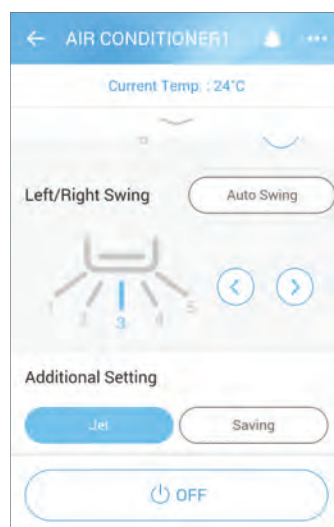 AIR CONDITIONER1
Current Temp. : 24°C
Left/Right Swing
Auto Swing
1 2 3 4 5
Additional Setting
Jet
Saving
OFF